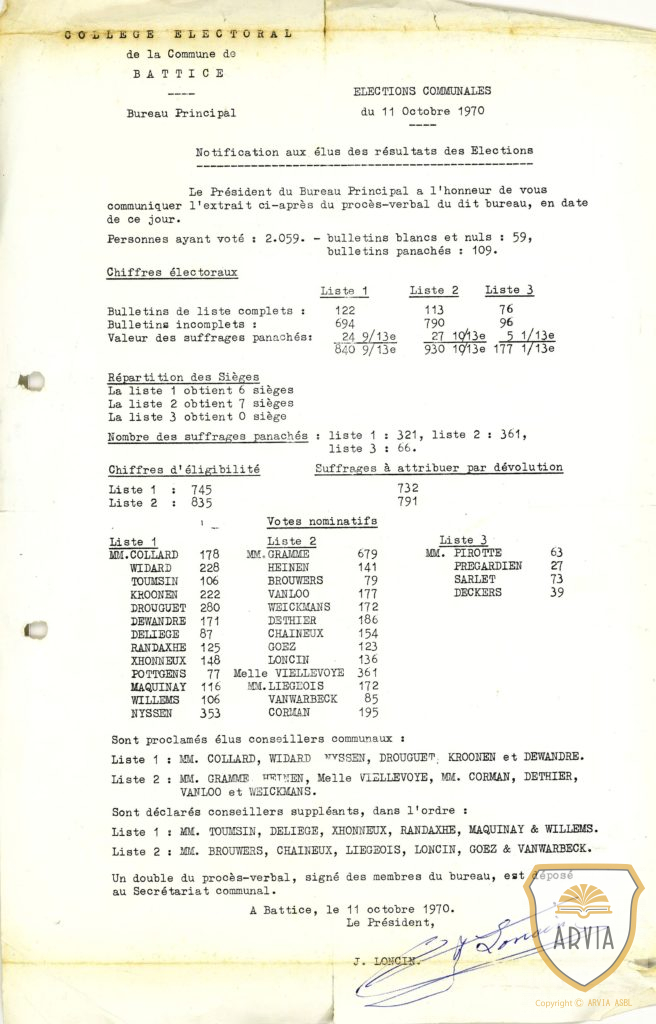 COLLEGE ELECTORAL
de la Commune de
BATTICE
----
Bureau Principal
ELECTIONS COMMUNALES
du 11 Octobre 1970
----
Notification aux élus des résultats des Elections
Le Président du Bureau Principal a l'honneur de vous
communiquer l'extrait ci-après du procès-verbal du dit bureau, en date
de ce jour.
Personnes ayant voté : 2.059. - bulletins blancs et nuls : 59,
bulletins panachés : 109.
Chiffres électoraux
Liste 1 Liste 2 Liste 3
Bulletins de liste complets : 122 113 76
Bulletins incomplets : 694 790 96
Valeur des suffrages panachés: 24 9/13e 27 10/13e 5 1/13e
840 9/13e 930 10/13e 177 1/13e
Répartition des Sièges
La liste 1 obtient 6 sièges
La liste 2 obtient 7 sièges
La liste 3 obtient 0 siège
Nombre des suffrages panachés : liste 1 : 321, liste 2 : 361,
liste 3 : 66.
Chiffres d'éligibilité Suffrages à attribuer par dévolution
Liste 1 : 745 732
Liste 2 : 835 791
Votes nominatifs
Liste 1 Liste 2 Liste 3
MM.COLLARD 178 MM.GRAMME 679 MM. PIROTTE 63
WIDARD 228 HEINEN 141 PREGARDIEN 27
TOUMSIN 106 BROUWERS 79 SARLET 73
KROONEN 222 VANLOO 177 DECKERS 39
DROUGUET 280 WEICKMANS 172
DEWANDRE 171 DETHIER 186
DELIEGE 87 CHAINEUX 154
RANDAXHE 125 GOEZ 123
XHONNEUX 148 LONCIN 136
POTTGENS 77 Melle VIELLEVOYE 361
MAQUINAY 116 MM.LIEGEOIS 172
WILLEMS 106 VANWARBECK 85
NYSSEN 353 CORMAN 195
Sont proclamés élus conseillers communaux :
Liste 1 : MM. COLLARD, WIDARD NYSSEN, DROUGUET, KROONEN et DEWANDRE.
Liste 2 : MM. GRAMME HEINEN, Melle VIELLEVOYE, MM. CORMAN, DETHIER,
VANLOO et WEICKMANS.
Sont déclarés conseillers suppléants, dans l'ordre :
Liste 1 : MM. TOUMSIN, DELIEGE, XHONNEUX, RANDAXHE, MAQUINAY & WILLEMS.
Liste 2 : MM. BROUWERS, CHAINEUX, LIEGEOIS, LONCIN, GOEZ & VANWARBECK.
Un double du procès-verbal, signé des membres du bureau, est déposé
au Secrétariat communal.
A Battice, le 11 octobre 1970.
Le Président,
J. LONCIN.
J Loncin
ARVIA
Copyright © ARVIA ASBL